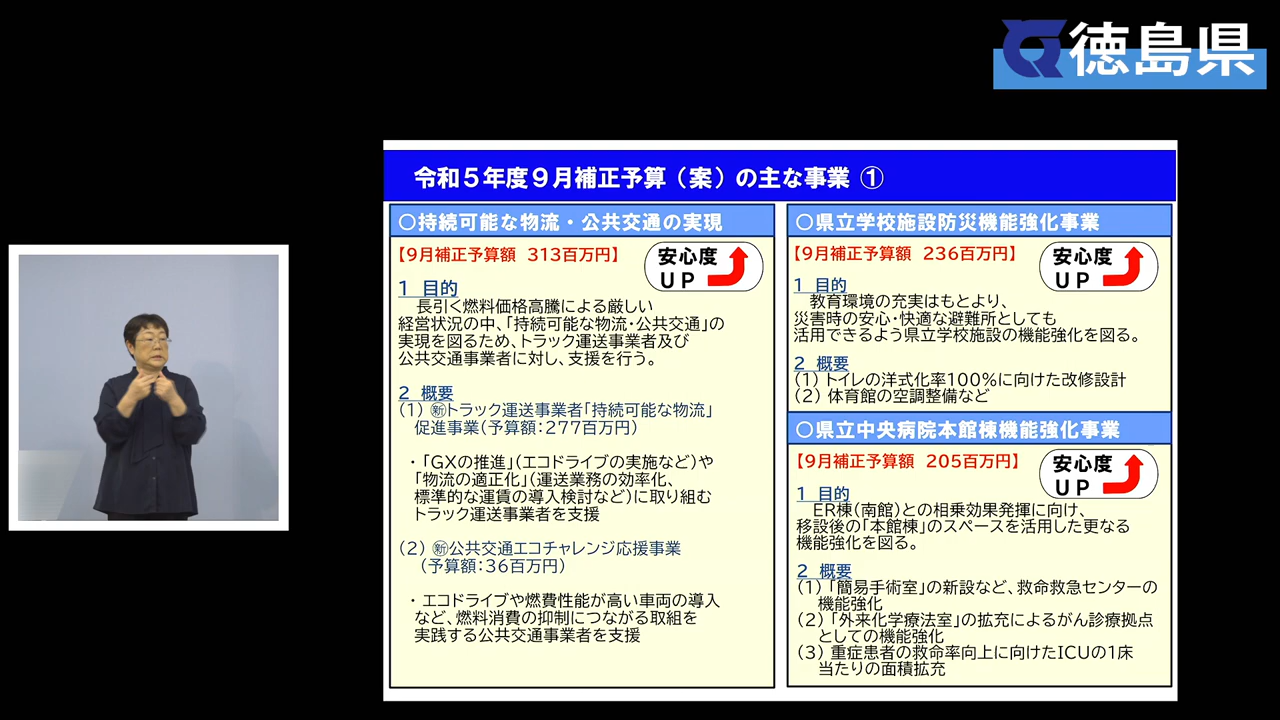 徳島県
令和５年度９月補正予算（案）の主な事業 ①
○持続可能な物流・公共交通の実現
【９月補正予算額 313百万円】
安心度
ＵＰ
１ 目的
長引く燃料価格高騰による厳しい
経営状況の中、「持続可能な物流・公共交通」の
実現を図るため、トラック運送事業者及び
公共交通事業者に対し、支援を行う。
２ 概要
（１） ㊟トラック運送事業者「持続可能な物流」
促進事業（予算額：277百万円）
・「GXの推進」（エコドライブの実施など）や
「物流の適正化」（運送業務の効率化、
標準的な運賃の導入検討など）に取り組む
トラック運送事業者を支援
（２） 新公共交通エコチャレンジ応援事業
（予算額：36百万円）
・ エコドライブや燃費性能が高い車両の導入
など、燃料消費の抑制につながる取組を
実践する公共交通事業者を支援
○県立学校施設防災機能強化事業
【９月補正予算額 236百万円】
安心度
ＵＰ
１ 目的
教育環境の充実はもとより、
災害時の安心・快適な避難所としても
活用できるよう県立学校施設の機能強化を図る。
２ 概要
（１） トイレの洋式化率100％に向けた改修設計
（２） 体育館の空調整備など
○県立中央病院本館棟機能強化事業
【９月補正予算額 205百万円】
安心度
ＵＰ
１ 目的
ER棟（南館）との相乗効果発揮に向け、
移設後の「本館棟」のスペースを活用した更なる
機能強化を図る。
２ 概要
（１） 「簡易手術室」の新設など、救命救急センターの
機能強化
（２） 「外来化学療法室」の拡充によるがん診療拠点
としての機能強化
（３） 重症患者の救命率向上に向けたICUの１床
当たりの面積拡充